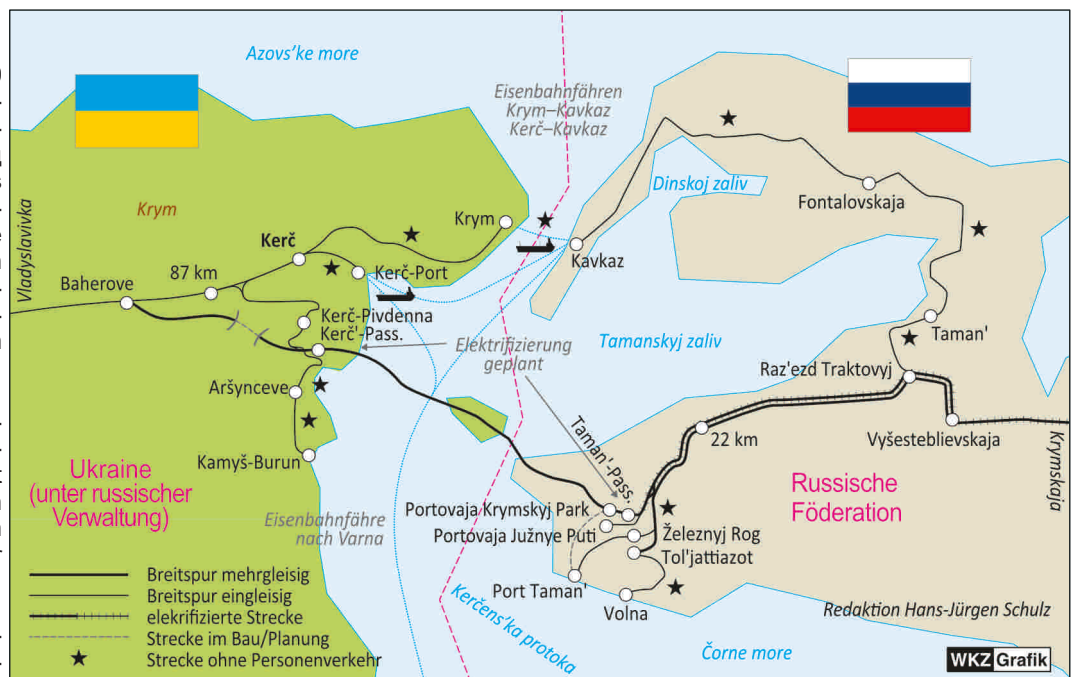 Azovs'ke more
Eisenbahnfähren
Krym–Kavkaz
Kerč–Kavkaz
Dinskoj zaliv
Fontalovskaja
Krym
Krym
Kerč
Kavkaz
Vladyslavivka
Baherove
87 km
Kerč-Port
Kerč-Pivdenna
Kerč'-Pass.
Elektrifizierung
geplant
Tamanskyj zaliv
Taman'
Raz'ezd Traktovyj
Aršynceve
22 km
Vyšesteblievskaja
Krymskaja
Kamyš-Burun
Taman'-Pass.
Ukraine
(unter russischer
Verwaltung)
Russische
Föderation
Portovaja Krymskyj Park
Portovaja Južnye Puti
Železnyj Rog
Tol'jattiazot
Eisenbahnfähre
nach Varna
Port Taman'
Volna
Kerčens'ka protoka
Čorne more
Breitspur mehrgleisig
Breitspur eingleisig
elekrifizierte Strecke
Strecke im Bau/Planung
Strecke ohne Personenverkehr
Redaktion Hans-Jürgen Schulz
WKZ Grafik